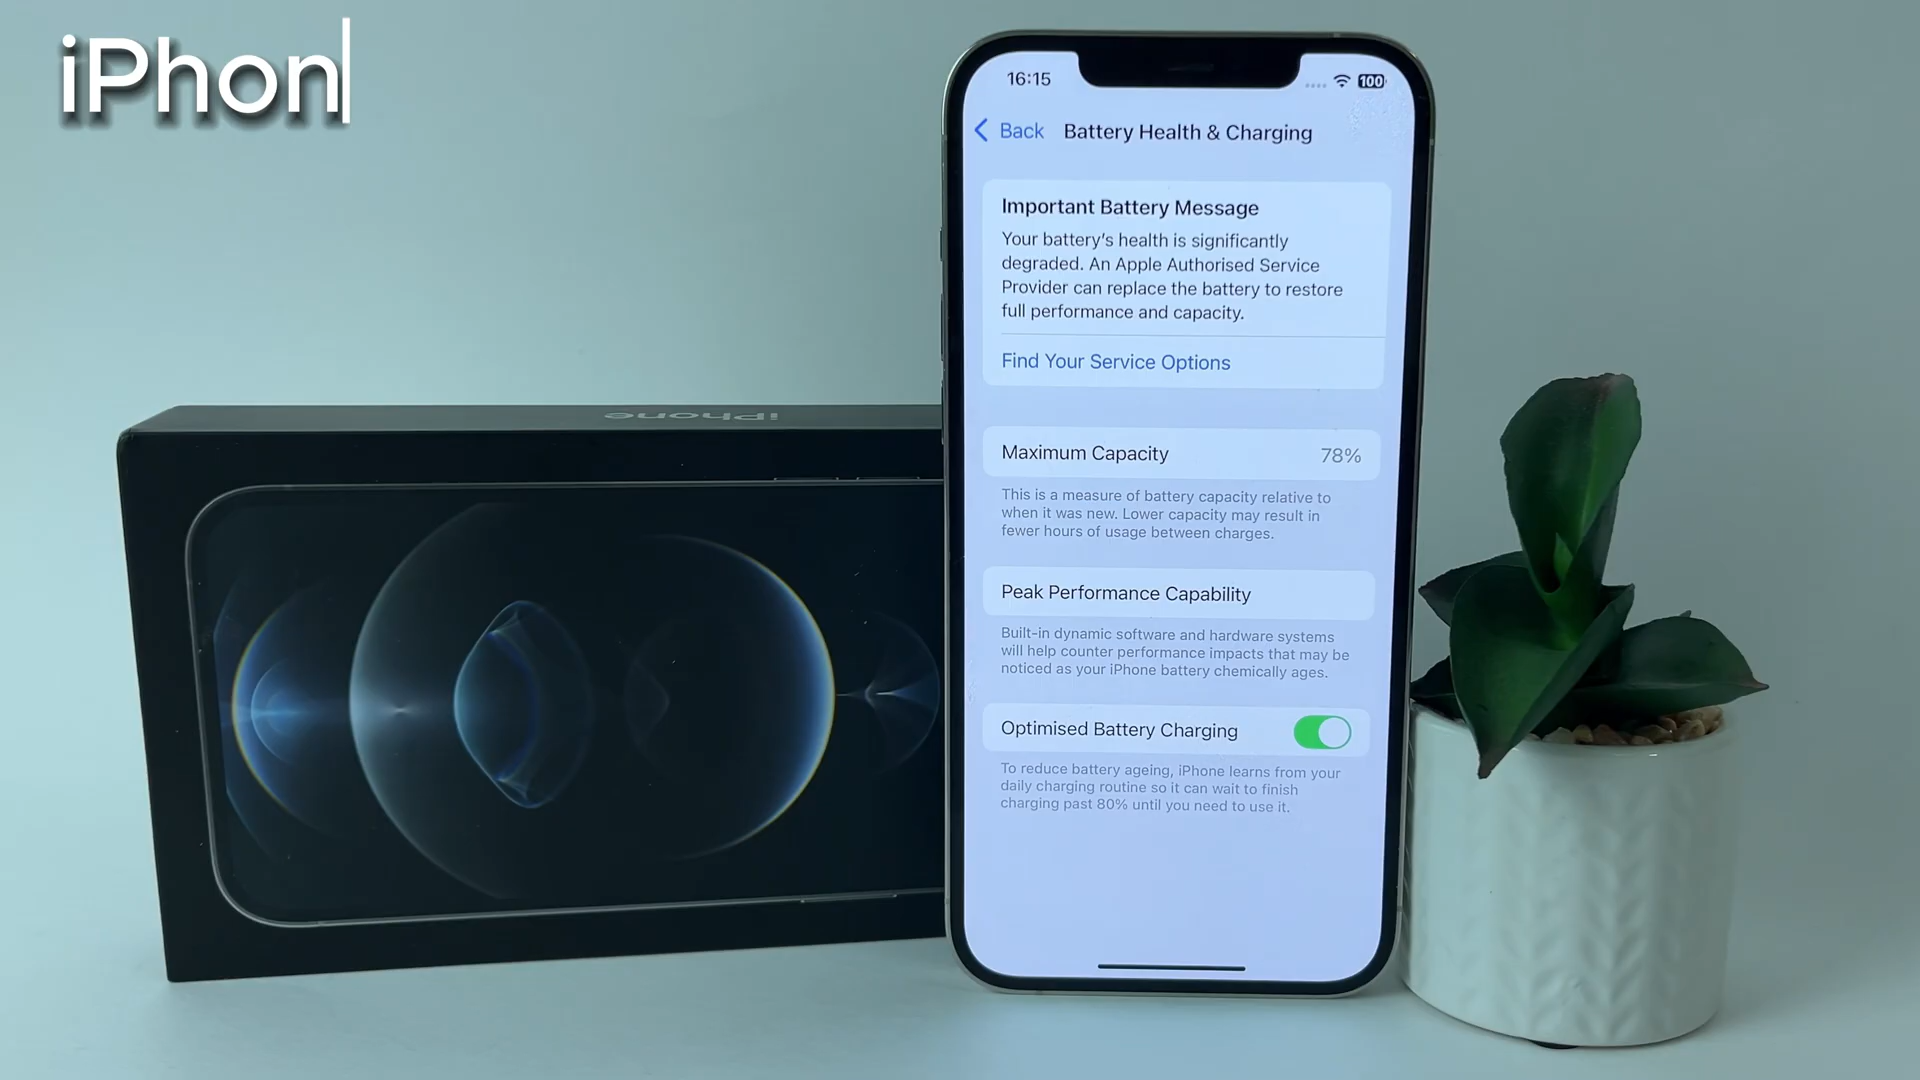 iPhon
16:15
100
Back Battery Health & Charging
Important Battery Message
Your battery's health is significantly
degraded. An Apple Authorised Service
Provider can replace the battery to restore
full performance and capacity.
Find Your Service Options
Maximum Capacity 78%
This is a measure of battery capacity relative to
when it was new. Lower capacity may result in
fewer hours of usage between charges.
Peak Performance Capability
Built-in dynamic software and hardware systems
will help counter performance impacts that may be
noticed as your iPhone battery chemically ages.
Optimised Battery Charging
To reduce battery ageing, iPhone learns from your
daily charging routine so it can wait to finish
charging past 80% until you need to use it.
iPhone